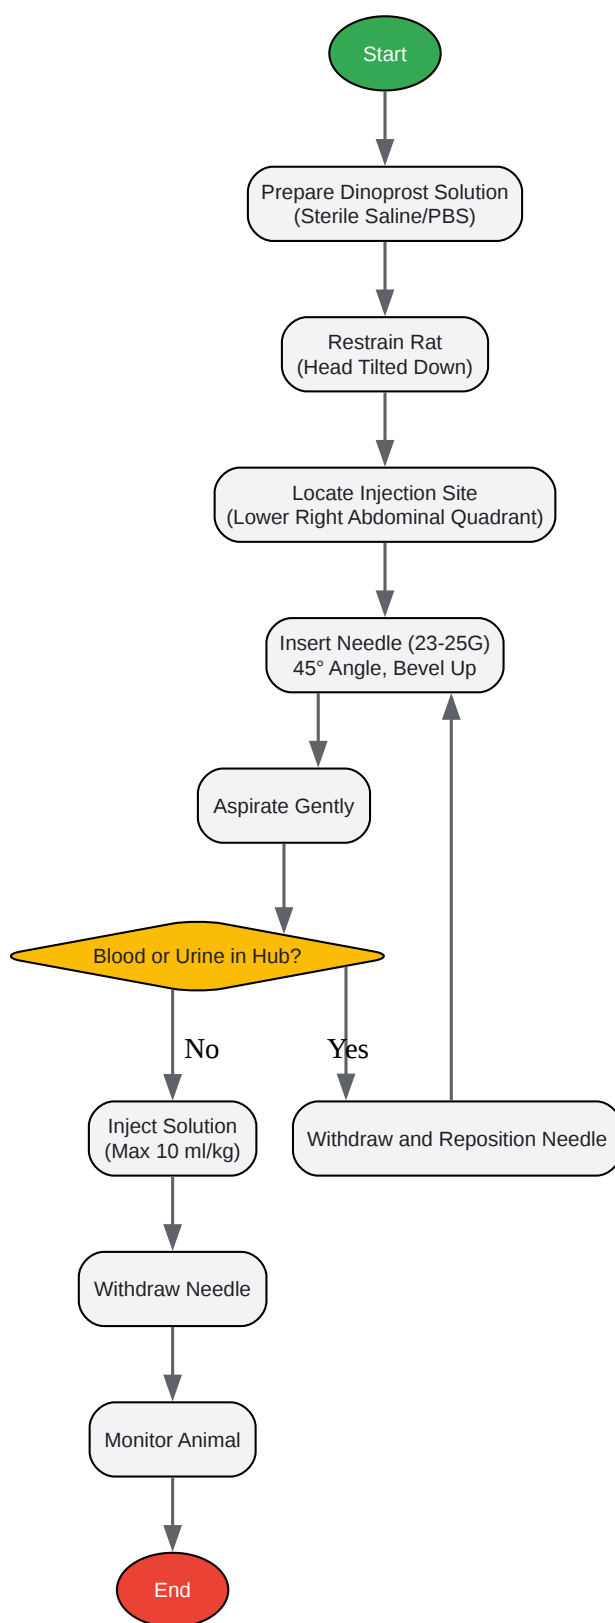 Start
Prepare Dinoprost Solution
(Sterile Saline/PBS)
Restrain Rat
(Head Tilted Down)
Locate Injection Site
(Lower Right Abdominal Quadrant)
Insert Needle (23-25G)
45° Angle, Bevel Up
Aspirate Gently
Blood or Urine in Hub?
No
Yes
Inject Solution
(Max 10 ml/kg)
Withdraw and Reposition Needle
Withdraw Needle
Monitor Animal
End